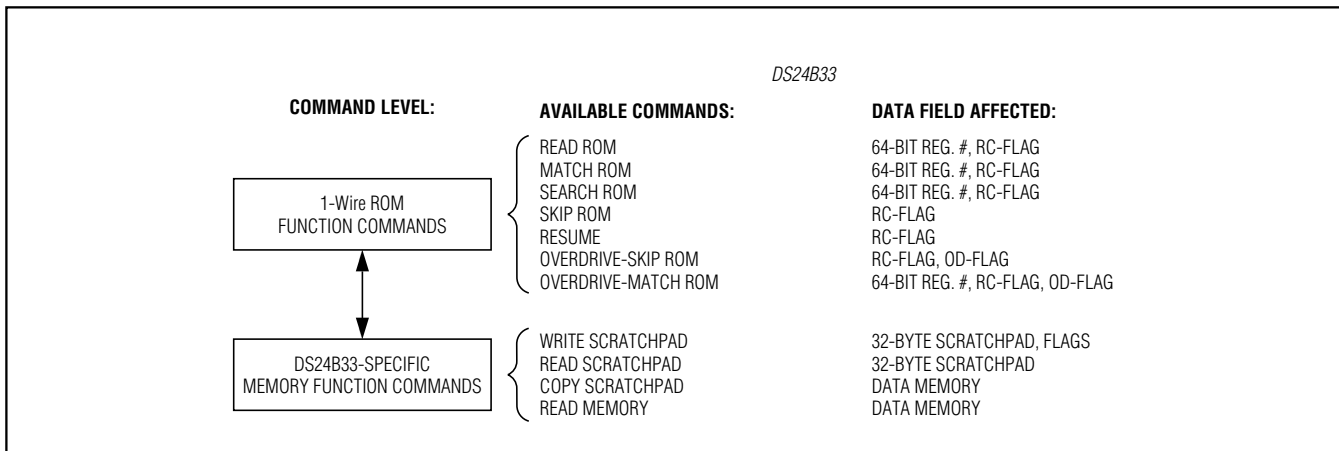 DS24B33
COMMAND LEVEL: AVAILABLE COMMANDS: DATA FIELD AFFECTED:
READ ROM 64-BIT REG. #, RC-FLAG
MATCH ROM 64-BIT REG. #, RC-FLAG
SEARCH ROM 64-BIT REG. #, RC-FLAG
1-Wire ROM
FUNCTION COMMANDS
SKIP ROM RC-FLAG
RESUME RC-FLAG
OVERDRIVE-SKIP ROM RC-FLAG, OD-FLAG
OVERDRIVE-MATCH ROM 64-BIT REG. #, RC-FLAG, OD-FLAG
DS24B33-SPECIFIC
MEMORY FUNCTION COMMANDS
WRITE SCRATCHPAD 32-BYTE SCRATCHPAD, FLAGS
READ SCRATCHPAD 32-BYTE SCRATCHPAD
COPY SCRATCHPAD DATA MEMORY
READ MEMORY DATA MEMORY